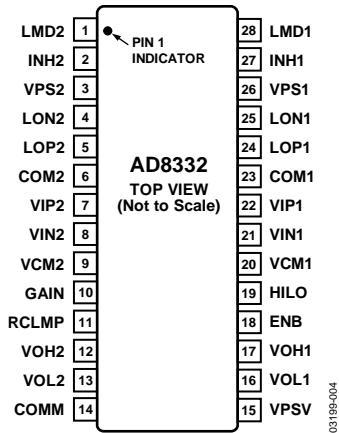 LMD2 1 28 LMD1
PIN 1
INDICATOR
INH2 2 27 INH1
VPS2 3 26 VPS1
LON2 4 25 LON1
LOP2 5 24 LOP1
COM2 6 23 COM1
AD8332
TOP VIEW
(Not to Scale)
VIP2 7 22 VIP1
VIN2 8 21 VIN1
VCM2 9 20 VCM1
GAIN 10 19 HILO
RCLMP 11 18 ENB
VOH2 12 17 VOH1
VOL2 13 16 VOL1
COMM 14 15 VPSV
03199-004